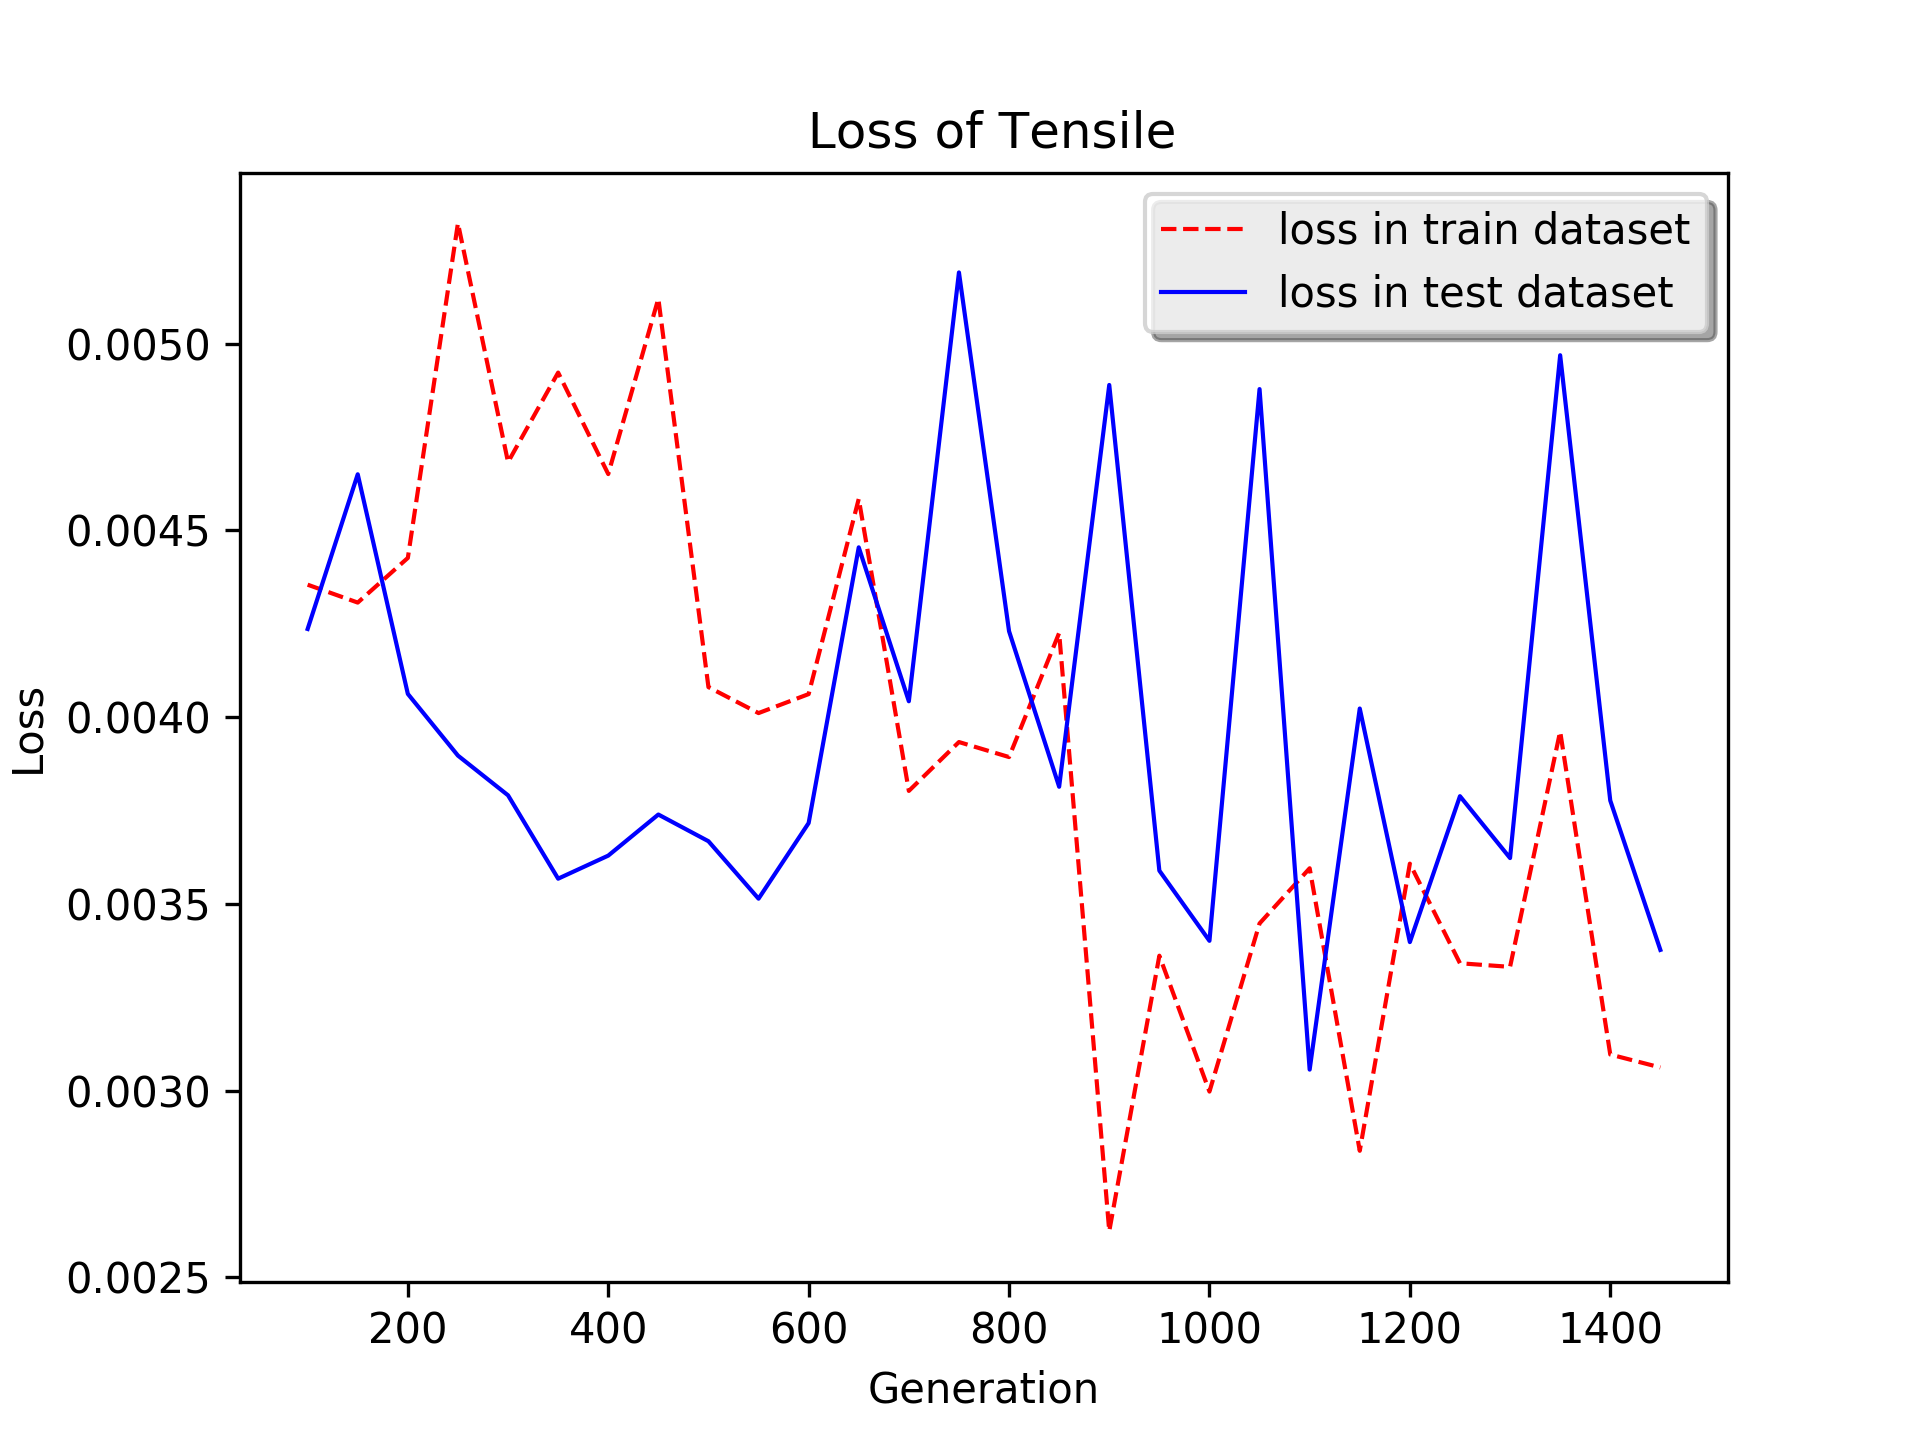 Loss of Tensile
loss in train dataset
loss in test dataset
Loss
0.0050
0.0045
0.0040
0.0035
0.0030
0.0025
200 400 600 800 1000 1200 1400
Generation